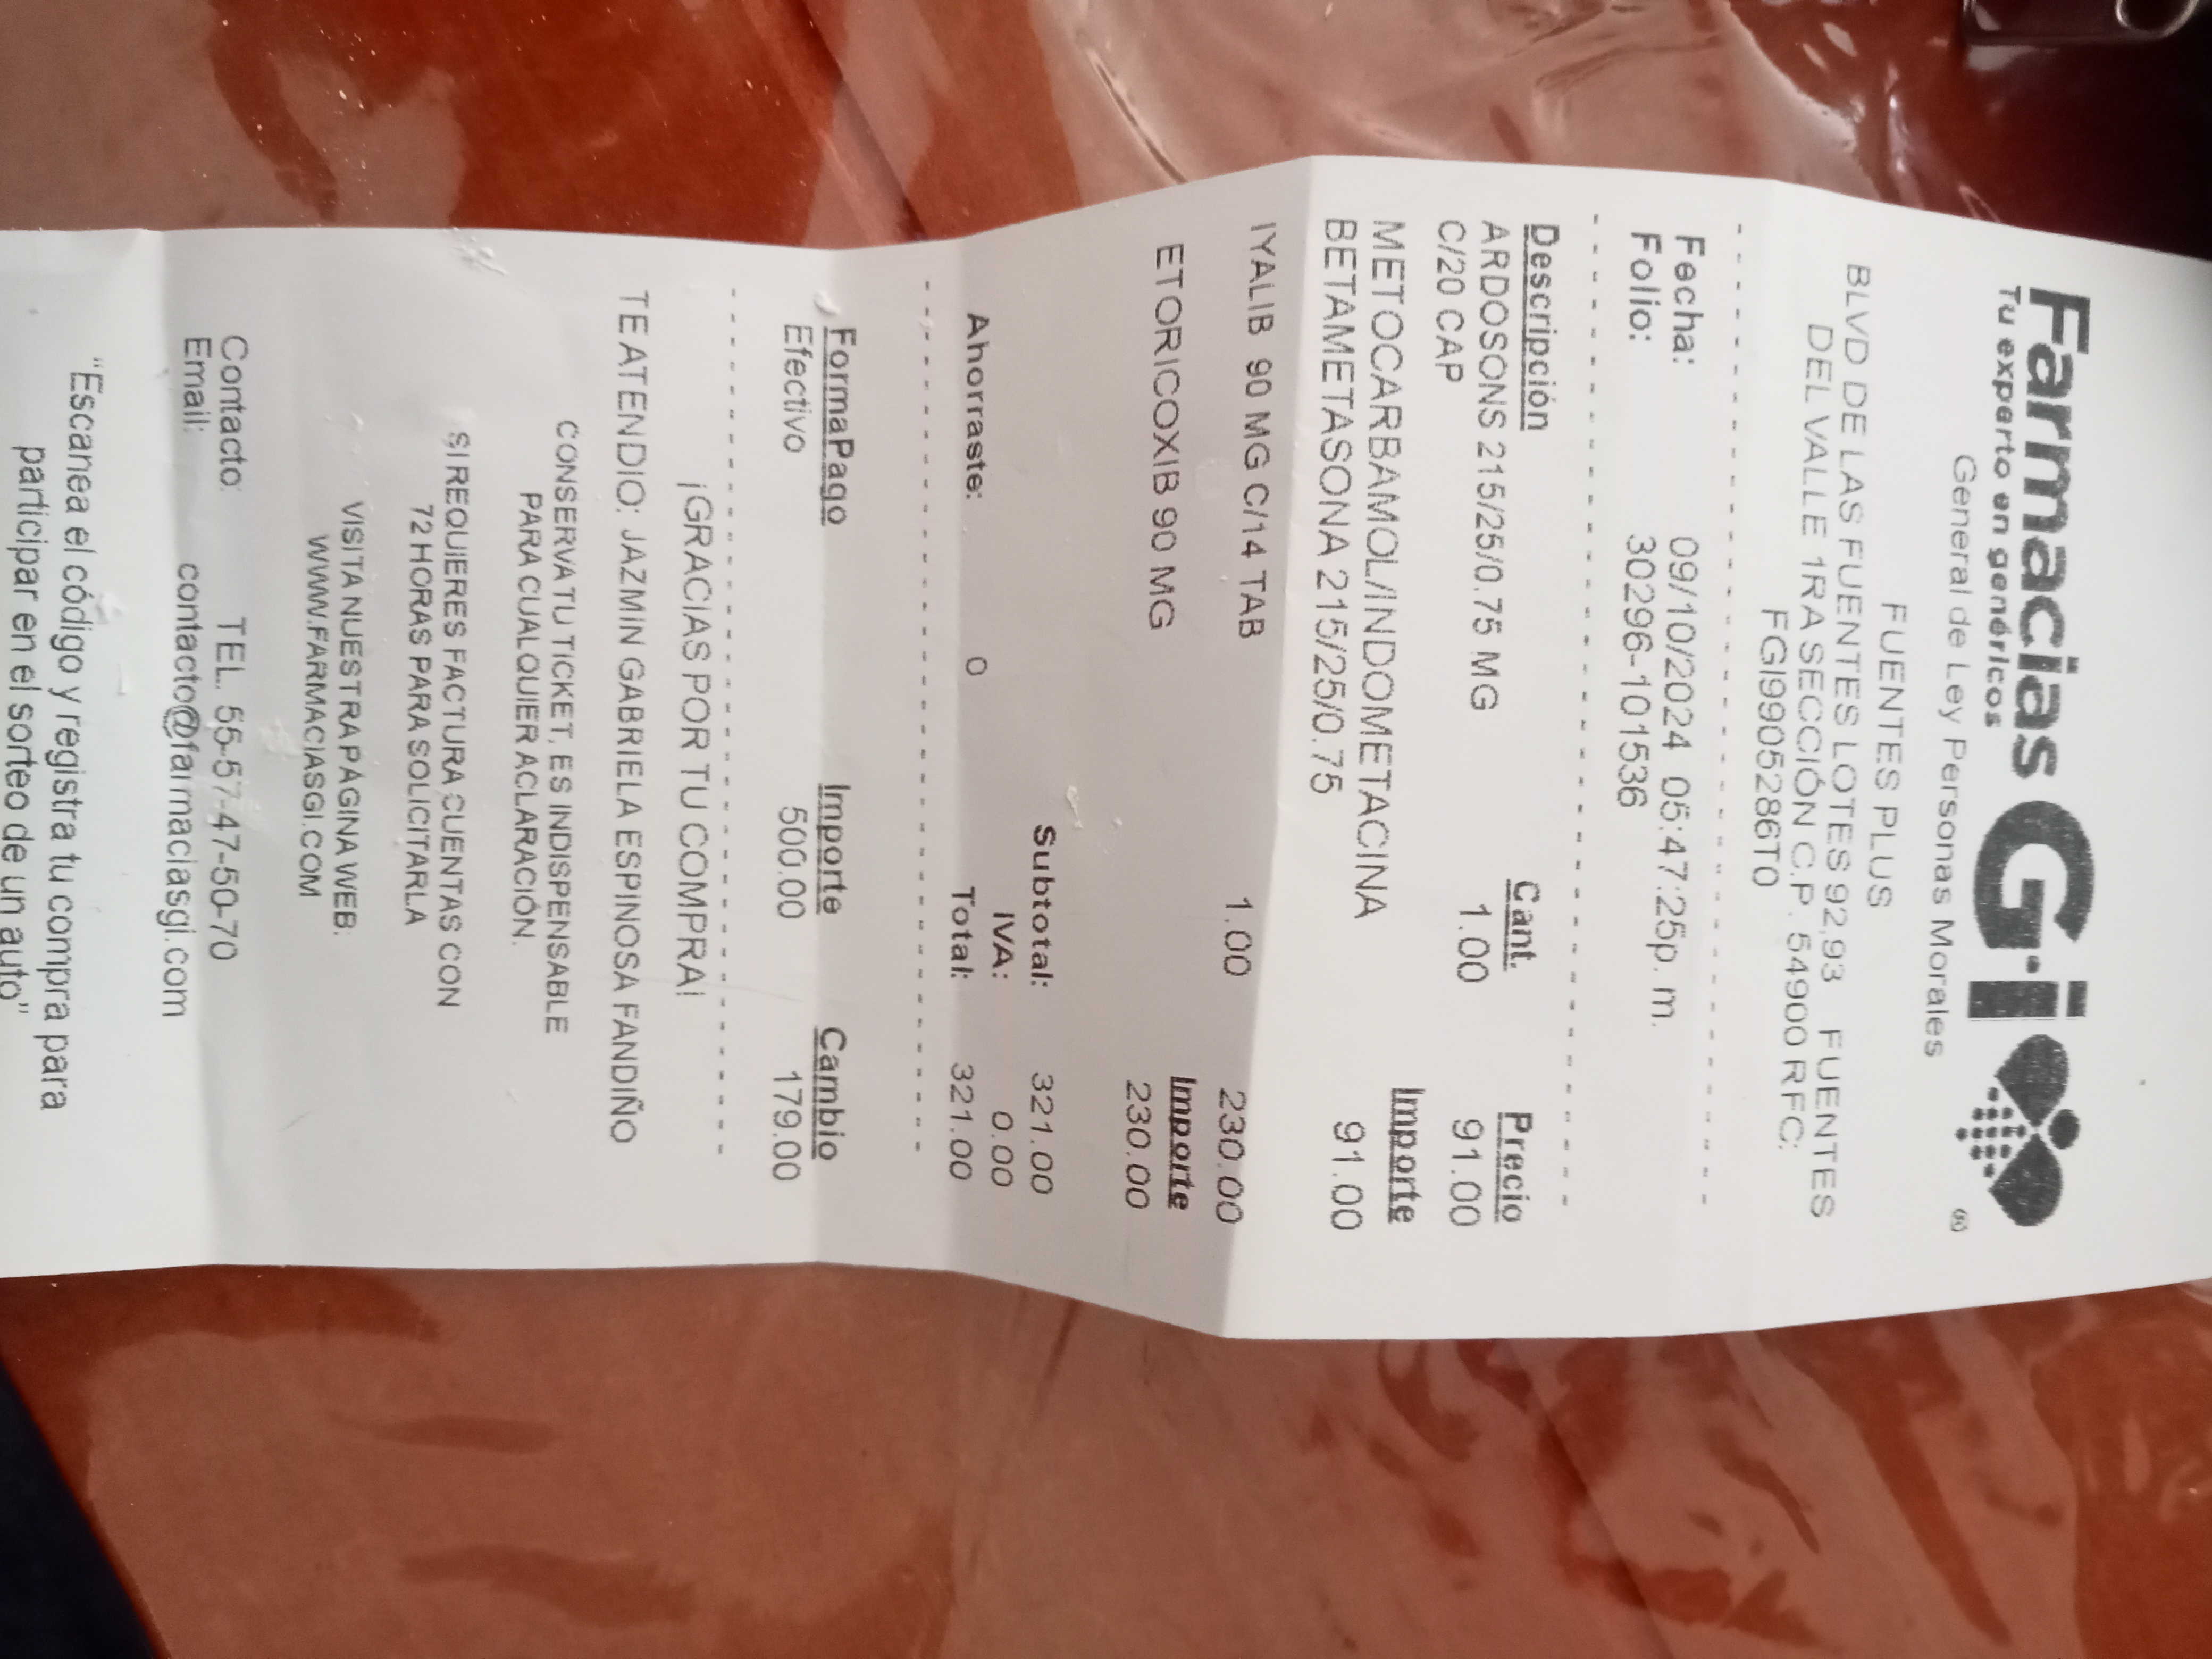 Farmacias Gi
Tu experto en genéricos
®
General de Ley Personas Morales
FUENTES PLUS
BLVD DE LAS FUENTES LOTES 92,93 FUENTES
DEL VALLE 1RA SECCIÓN C.P. 54900 RFC:
FGI9905286T0
Fecha: 09/10/2024 05:47:25p. m.
Folio: 30296-101536
Descripción Cant. Precio
ARDOSONS 215/25/0.75 MG 1.00 91.00
C/20 CAP
Importe
METOCARBAMOL/INDOMETACINA 91.00
BETAMETASONA 215/25/0.75
IYALIB 90 MG C/14 TAB 1.00 230.00
Importe
ETORICOXIB 90 MG 230.00
Subtotal: 321.00
IVA: 0.00
Ahorraste: 0 Total: 321.00
FormaPago Importe Cambio
Efectivo 500.00 179.00
¡GRACIAS POR TU COMPRA!
TE ATENDIO: JAZMIN GABRIELA ESPINOSA FANDIÑO
CONSERVA TU TICKET, ES INDISPENSABLE
PARA CUALQUIER ACLARACIÓN.
SI REQUIERES FACTURA CUENTAS CON
72 HORAS PARA SOLICITARLA
VISITA NUESTRA PÁGINA WEB:
WWW.FARMACIASGI.COM
Contacto: TEL. 55-57-47-50-70
Email: contacto@farmaciasgi.com
"Escanea el código y registra tu compra para
participar en el sorteo de un auto"